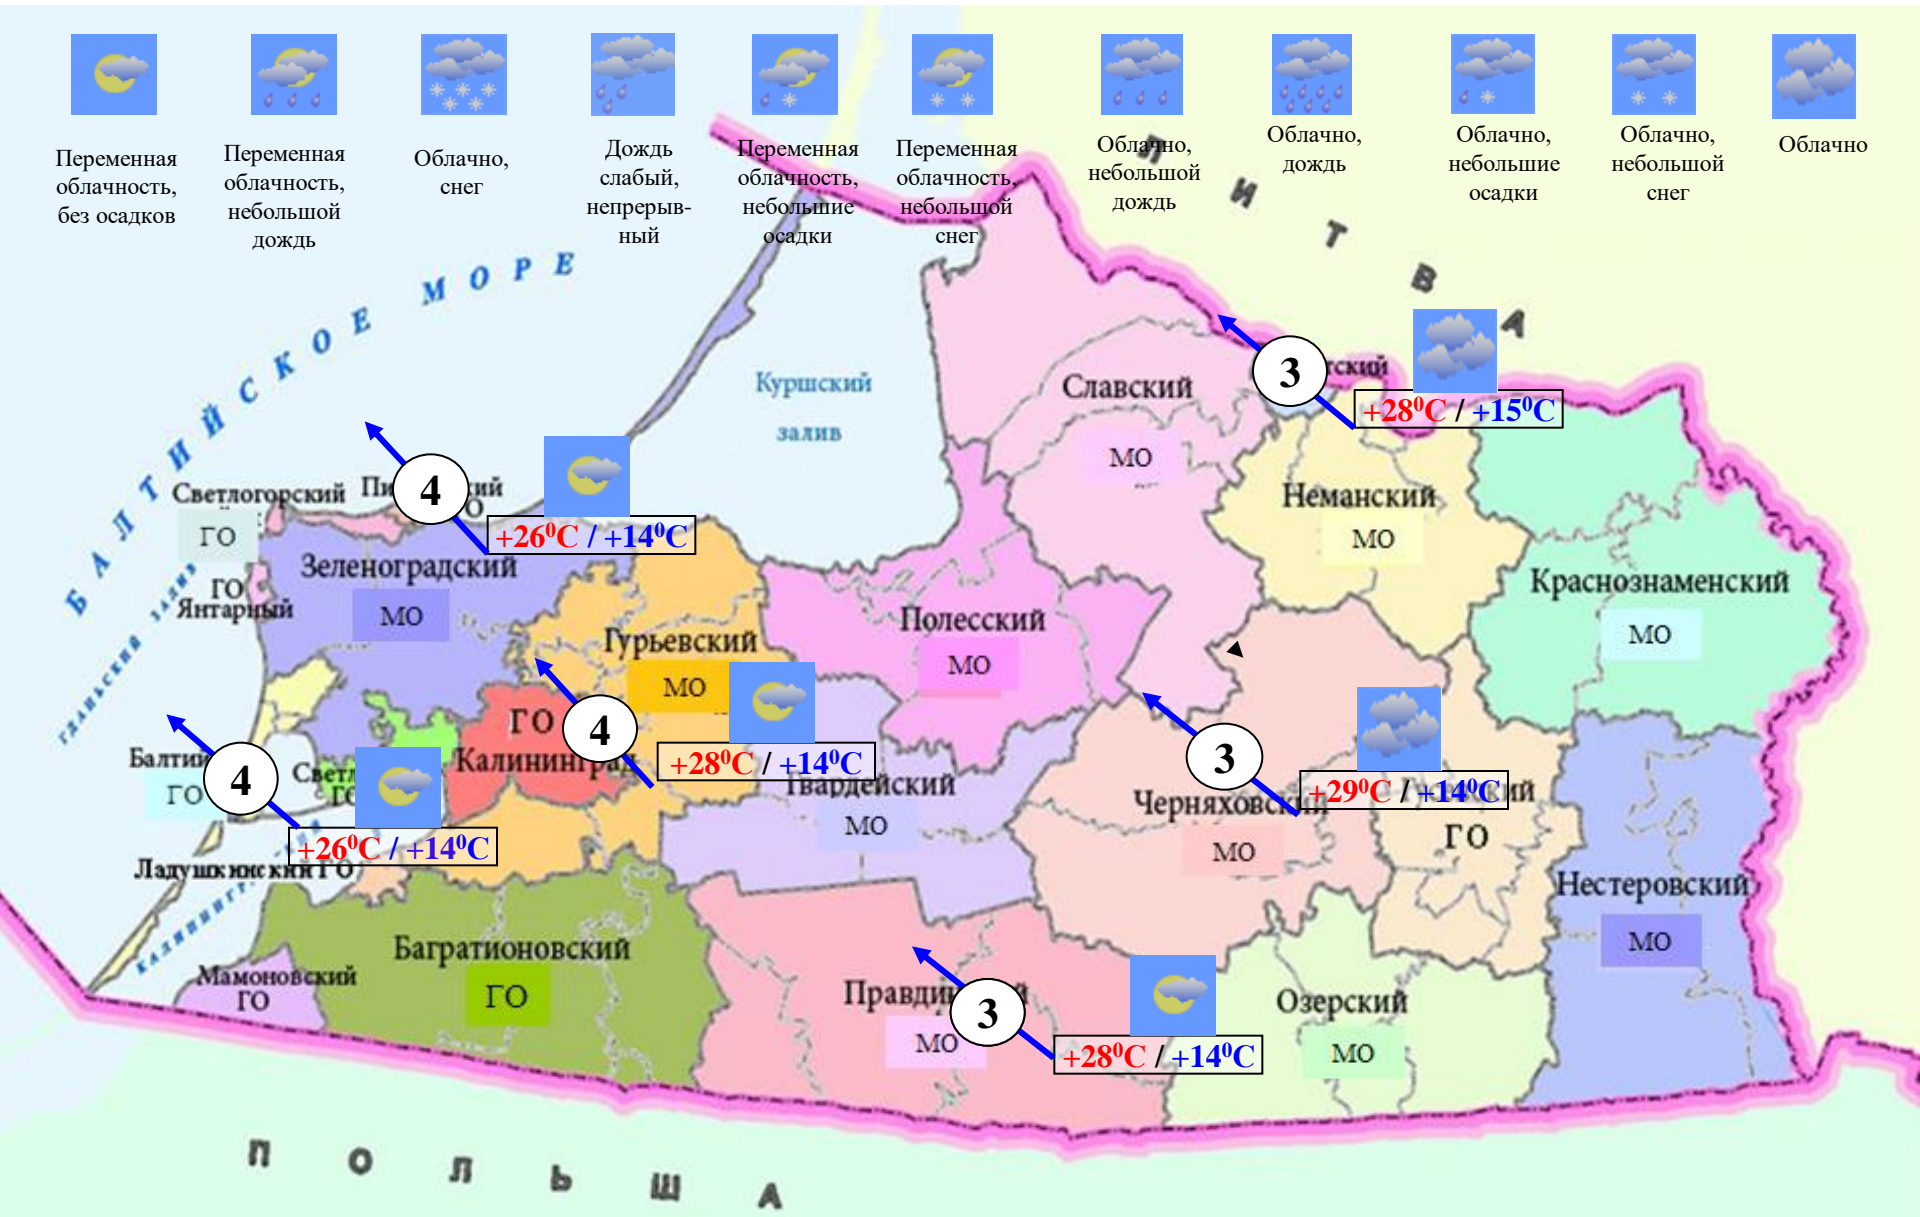 Переменная
облачность,
без осадков
Переменная
облачность,
небольшой
дождь
Облачно,
снег
Дождь
слабый,
непрерыв-
ный
Переменная
облачность,
небольшие
осадки
Переменная
облачность,
небольшой
снег
Облачно,
небольшой
дождь
Облачно,
дождь
Облачно,
небольшие
осадки
Облачно,
небольшой
снег
Облачно
ЛИТВА
БАЛТИЙСКОЕ МОРЕ
Куршский
залив
Славский
МО
3
+28⁰С / +15⁰С
Неманский
МО
Светлогорский
ГО
4
+26⁰С / +14⁰С
Зеленоградский
МО
ГО
Янтарный
Краснознаменский
МО
Полесский
МО
Гурьевский
МО
ГО
Калининград
4
+28⁰С / +14⁰С
Гвардейский
МО
3
+29⁰С / +14⁰С
Черняховский
МО
ГО
ГО
4
+26⁰С / +14⁰С
ГО
Ладушкинский ГО
Нестеровский
МО
Багратионовский
ГО
Мамоновский
ГО
МО
3
+28⁰С / +14⁰С
Озерский
МО
ПОЛЬША